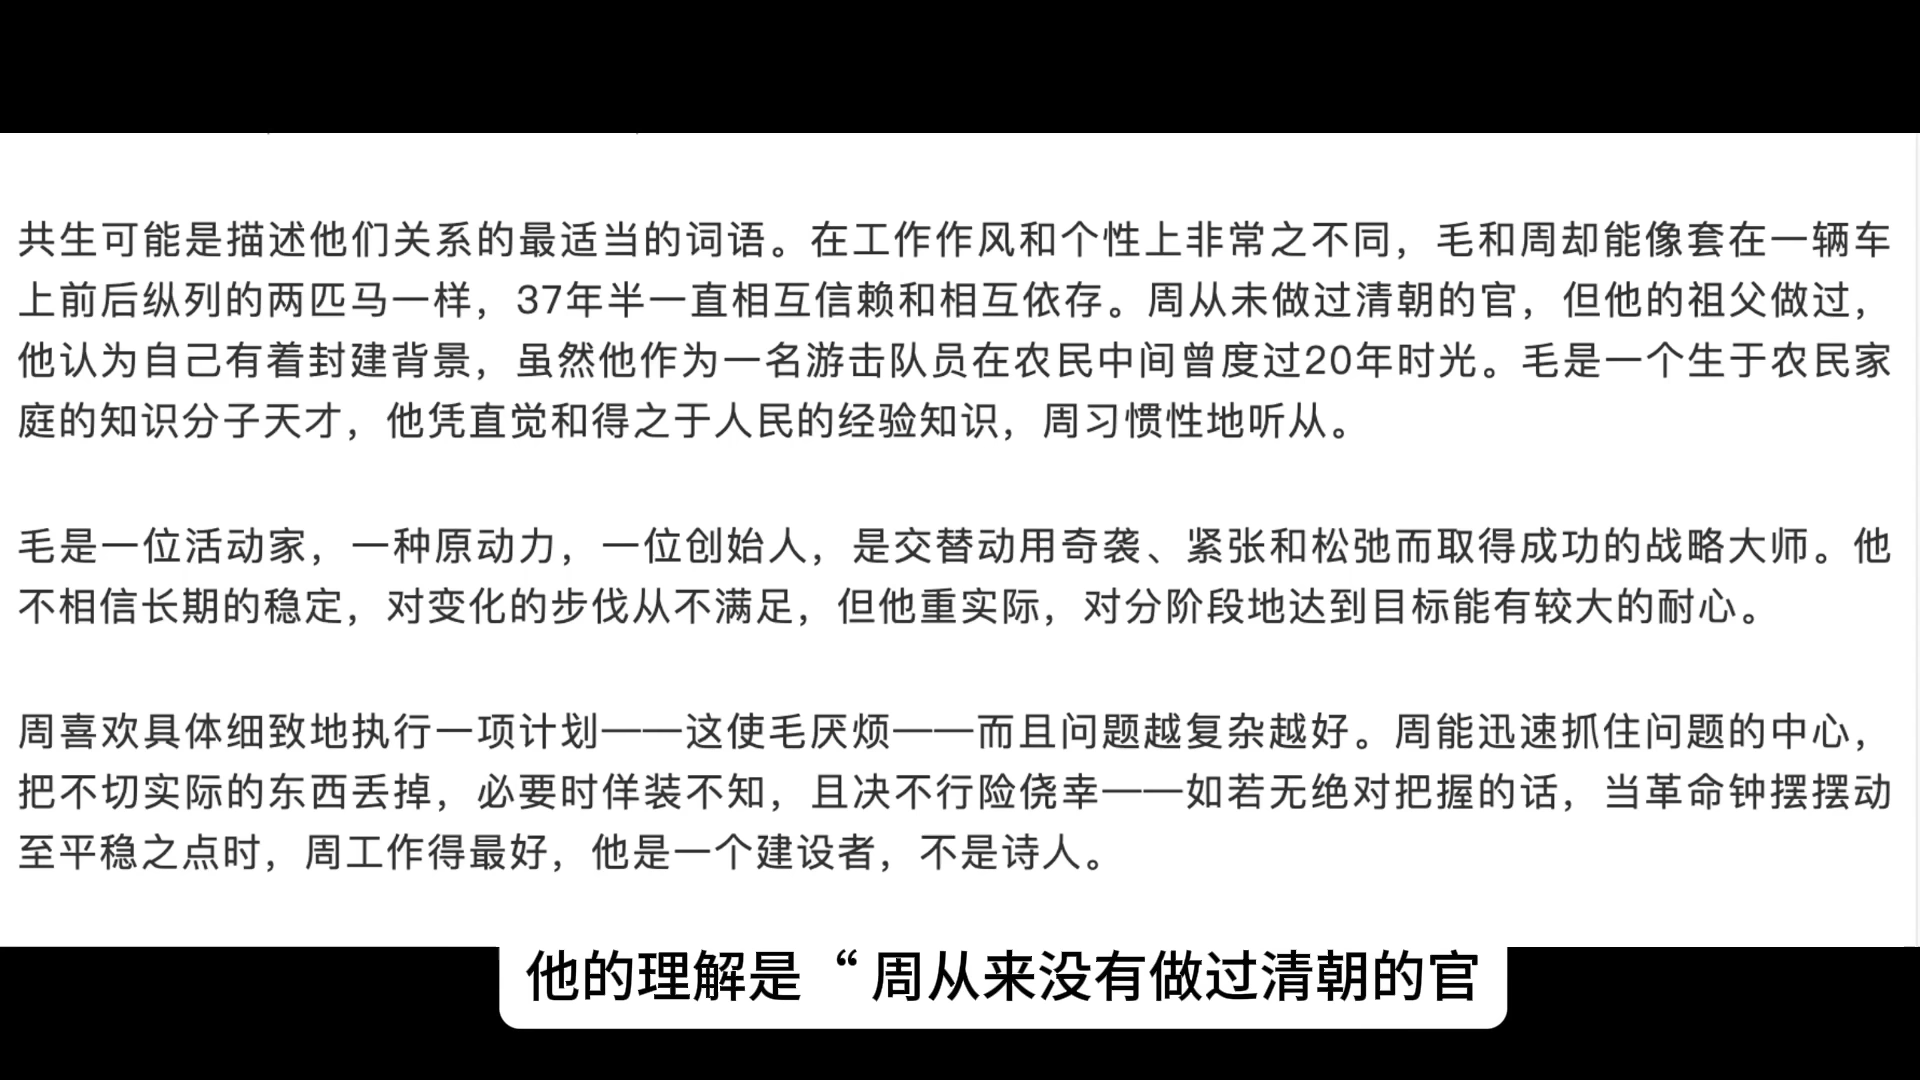 共生可能是描述他们关系的最适当的词语。在工作作风和个性上非常之不同，毛和周却能像套在一辆车
上前后纵列的两匹马一样，37年半一直相互信赖和相互依存。周从未做过清朝的官，但他的祖父做过，
他认为自己有着封建背景，虽然他作为一名游击队员在农民中间曾度过20年时光。毛是一个生于农民家
庭的知识分子天才，他凭直觉和得之于人民的经验知识，周习惯性地听从。
毛是一位活动家，一种原动力，一位创始人，是交替动用奇袭、紧张和松弛而取得成功的战略大师。他
不相信长期的稳定，对变化的步伐从不满足，但他重实际，对分阶段地达到目标能有较大的耐心。
周喜欢具体细致地执行一项计划——这使毛厌烦——而且问题越复杂越好。周能迅速抓住问题的中心，
把不切实际的东西丢掉，必要时佯装不知，且决不行险侥幸——如若无绝对把握的话，当革命钟摆摆动
至平稳之点时，周工作得最好，他是一个建设者，不是诗人。
他的理解是“周从来没有做过清朝的官